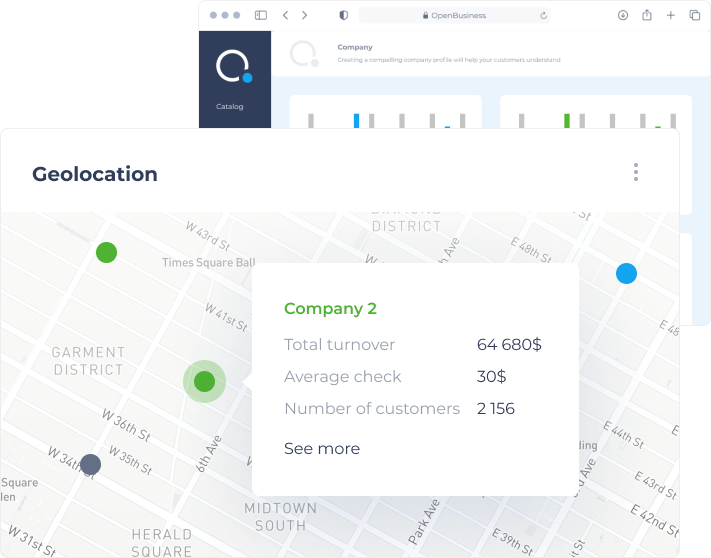 OpenBusiness
Company
Creating a compelling company profile will help your customers understand
Catalog
Geolocation
DISTRICT
W 43rd St
Times Square Ball
E 48th St
W 41st St
Company 2
Total turnover 64 680$
Average check 30$
Number of customers 2 156
See more
GARMENT
DISTRICT
W 36th St
W 35th St
W 34th St
6th Ave
E 44th St
E 43rd St
E 42nd St
Square
MIDTOWN
SOUTH
Park Ave
E 39th St
HERALD
SQUARE
W 31st St